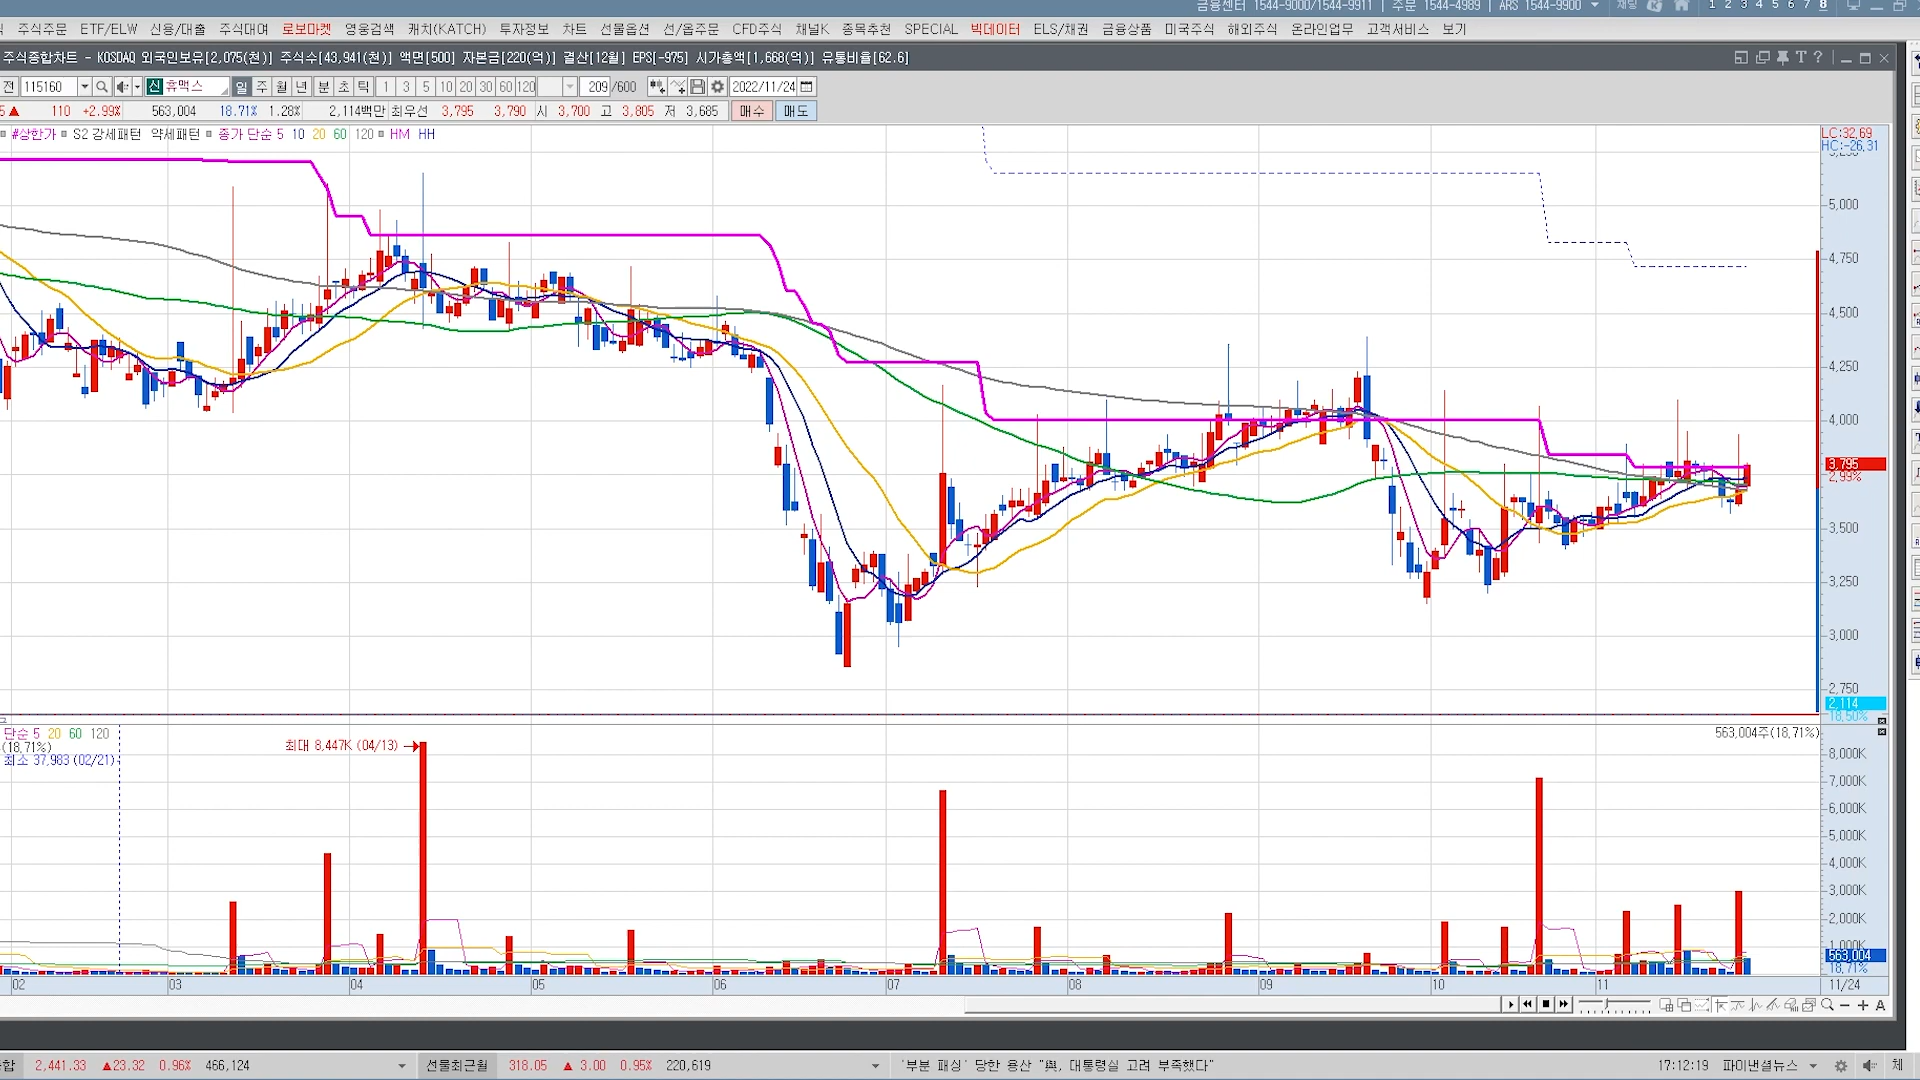 금융센터 1544-9000/1544-9911 | 주문 1544-4989 | ARS 1544-9900 채팅 1 2 3 4 5 6 7 8
주식주문 ETF/ELW 신용/대출 주식대여 로보마켓 영웅검색 캐치(KATCH) 투자정보 차트 선물옵션 선/옵주문 CFD주식 채널K 종목추천 SPECIAL 빅데이터 ELS/채권 금융상품 미국주식 해외주식 온라인업무 고객서비스 보기
주식종합차트 - KOSDAQ 외국인보유[2,075(천)] 주식수[43,941(천)] 액면[500] 자본금[220(억)] 결산[12월] EPS[-975] 시가총액[1,668(억)] 유통비율[62.6]
전 115160 신 휴맥스 일 주 월 년 분 초 틱 1 3 5 10 20 30 60 120 209 /600 2022/11/24
5 ▲ 110 +2.99% 563,004 18.71% 1.28% 2,114백만 최우선 3,795 3,790 시 3,700 고 3,805 저 3,685 매수 매도
#상한가 S2 강세패턴 약세패턴 종가 단순 5 10 20 60 120 HM HH
LC:32,69
HC:-26,31
5,000
4,750
4,500
4,250
4,000
3,795
2,99%
3,500
3,250
3,000
2,750
2,114
18,50%
단순 5 20 60 120
(18,71%)
최소 37,983 (02/21)
최대 8,447K (04/13)
563,004주(18,71%)
8,000K
7,000K
6,000K
5,000K
4,000K
3,000K
2,000K
1,000K
563,004
18,71%
02 03 04 05 06 07 08 09 10 11 11/24
A
종합 2,441.33 ▲23.32 0.96% 466,124 선물최근월 318.05 ▲ 3.00 0.95% 220,619 '부분 패싱' 당한 용산 "與, 대통령실 고려 부족했다" 17:12:19 파이낸셜뉴스 체